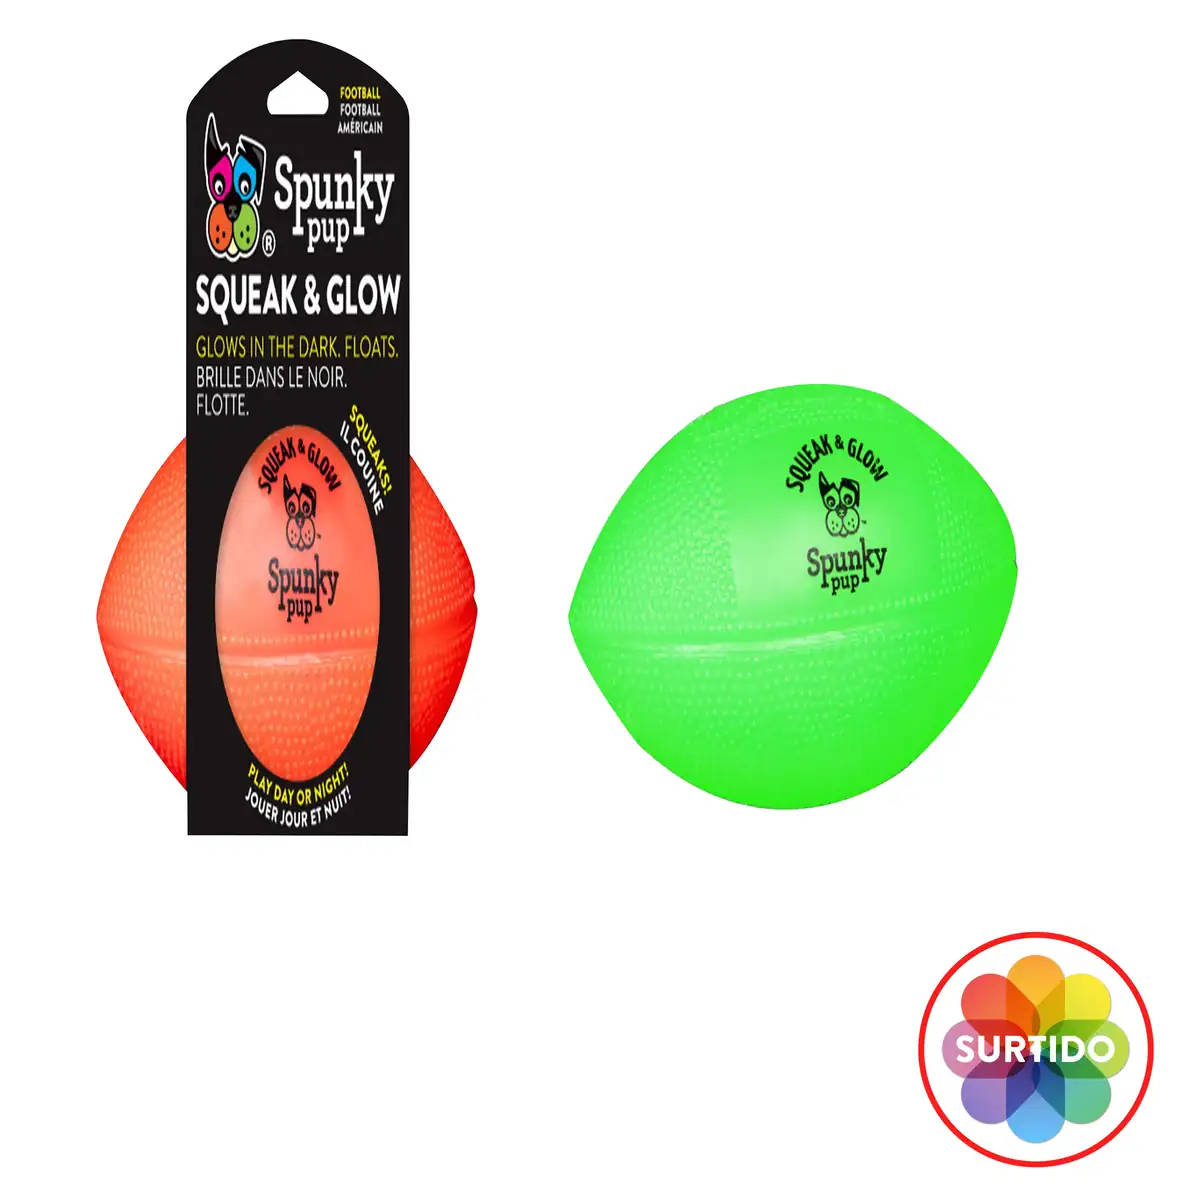 FOOTBALL
FOOTBALL
AMÉRICAIN
Spunky
pup®
SQUEAK & GLOW
GLOWS IN THE DARK. FLOATS.
BRILLE DANS LE NOIR.
FLOTTE.
SQUEAKS!
IL COUINE
SQUEAK & GLOW
Spunky
pup
PLAY DAY OR NIGHT!
JOUER JOUR ET NUIT!
SQUEAK & GLOW
™
Spunky
pup
SURTIDO